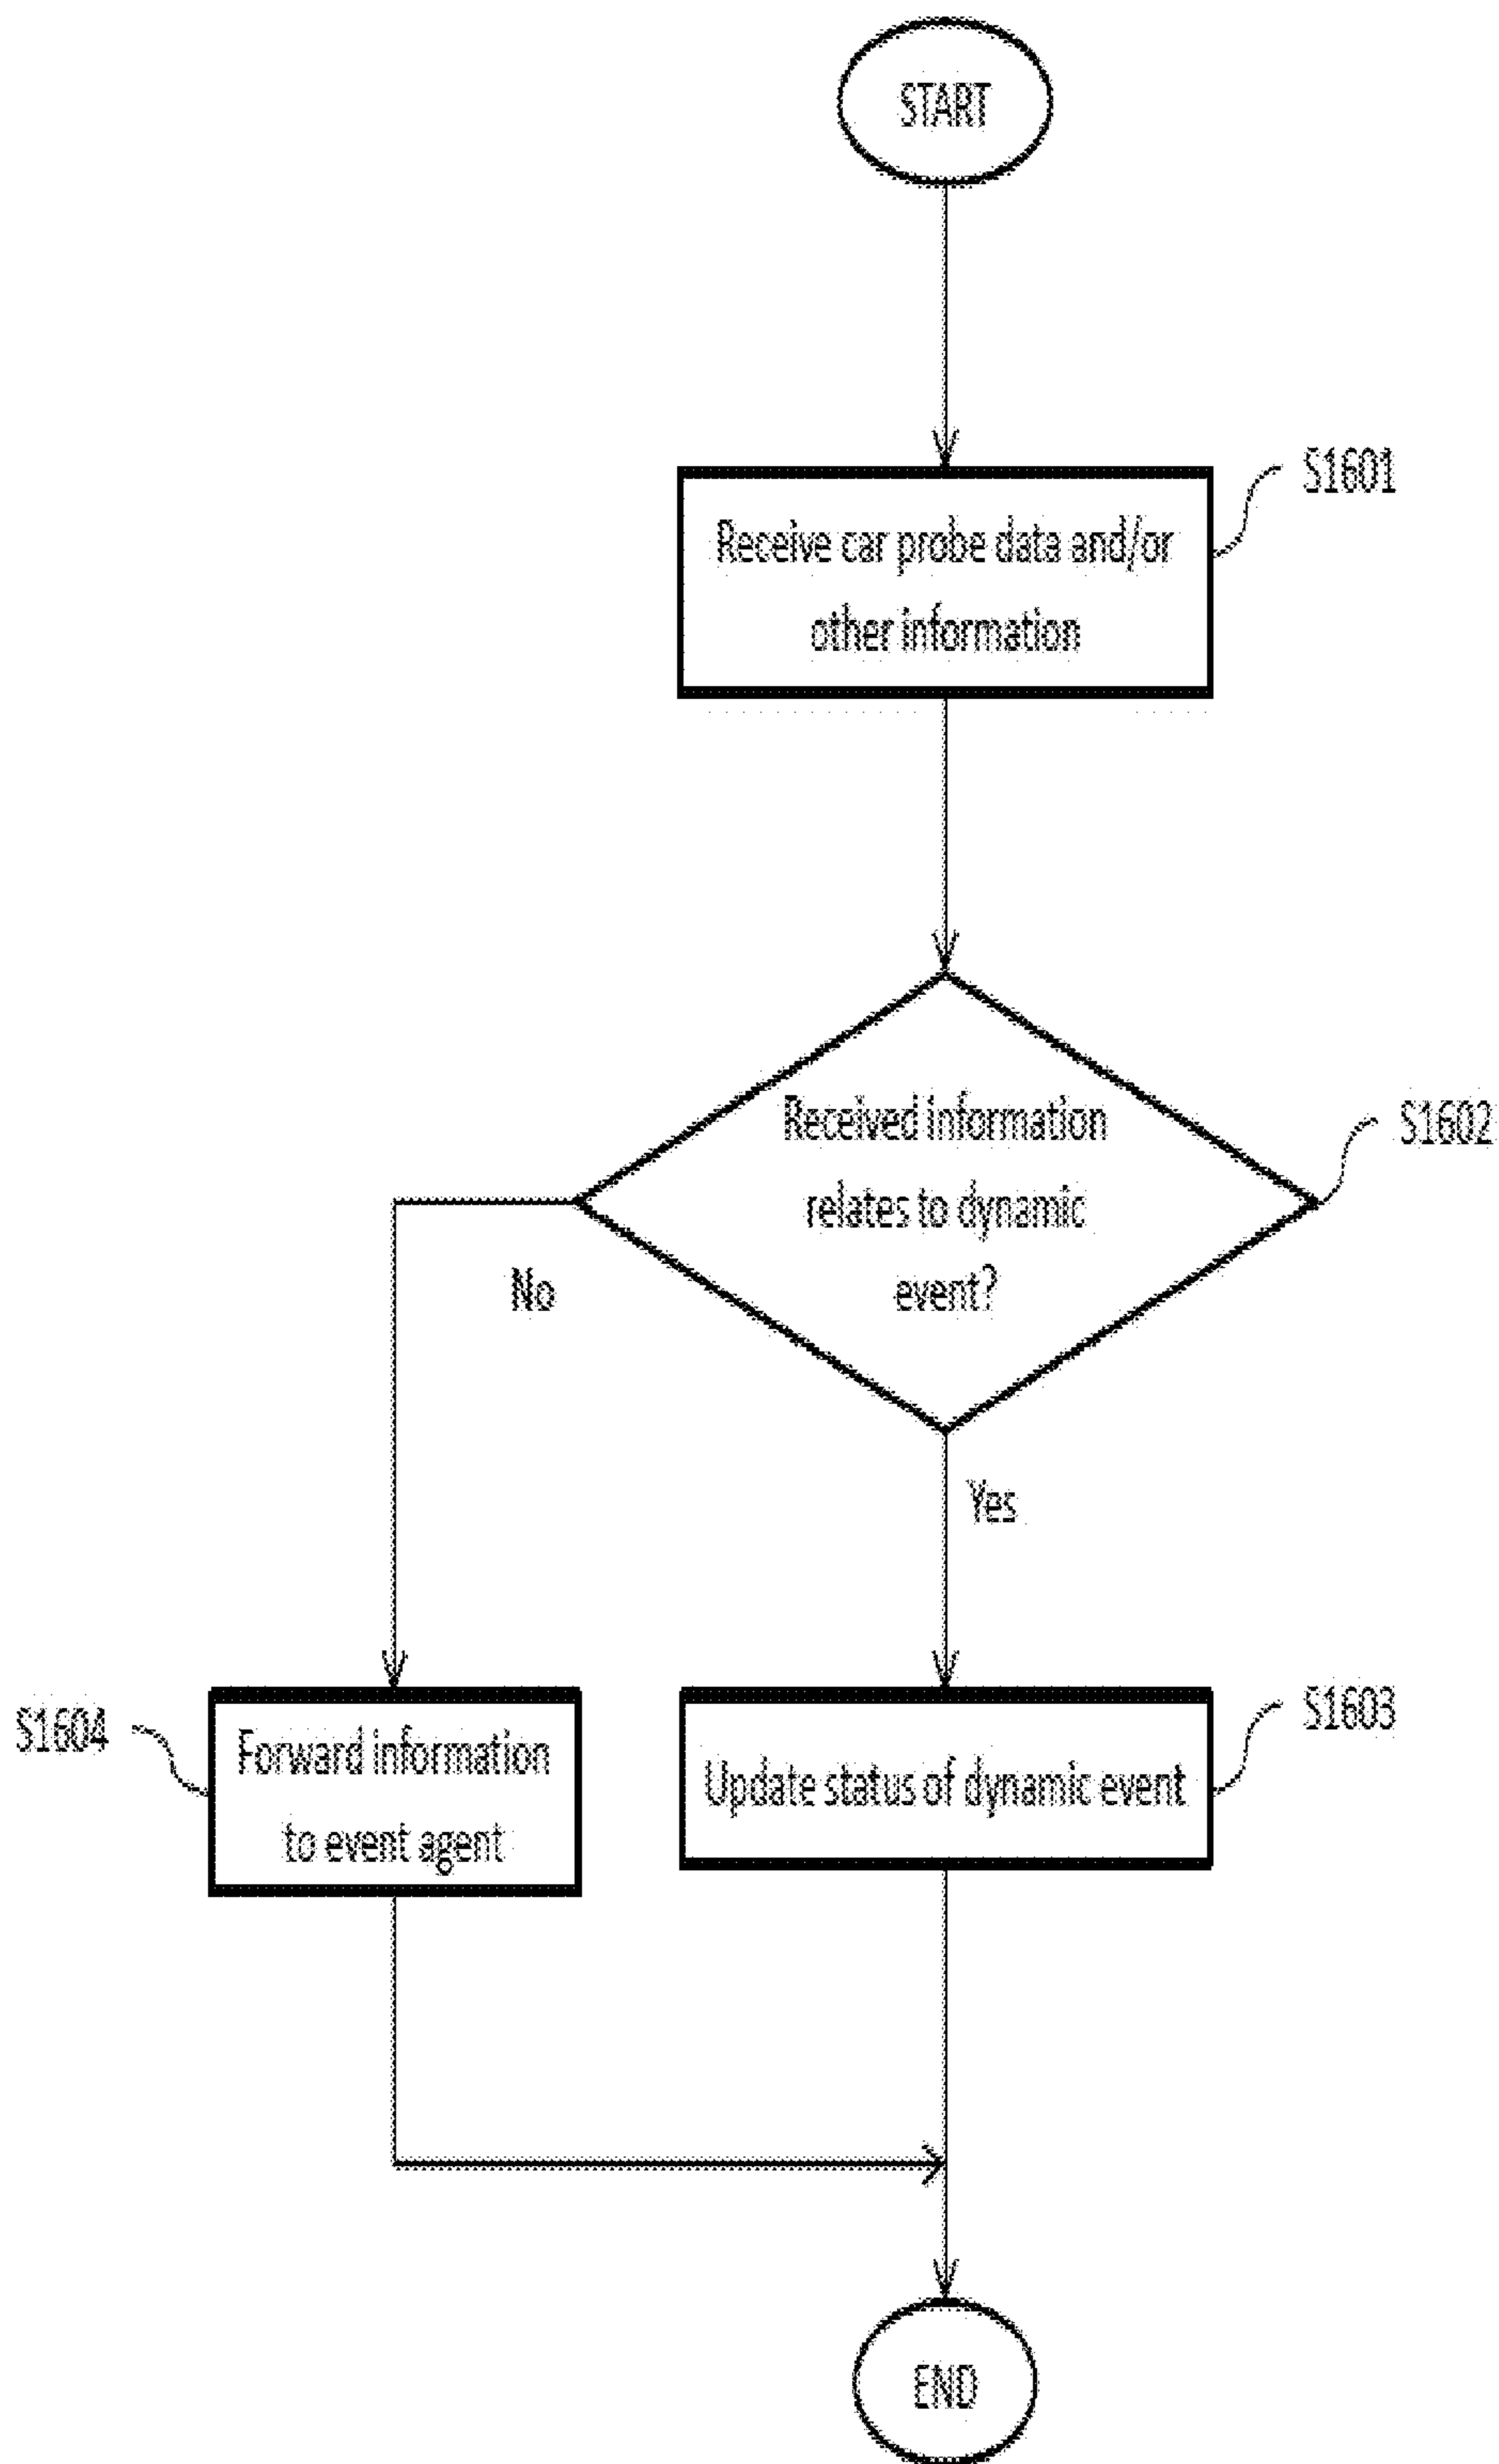 START
S1601
Receive car probe data and/or
other information
S1602
Received information
relates to dynamic
event?
No
Yes
S1604
Forward information
to event agent
S1603
Update status of dynamic event
END